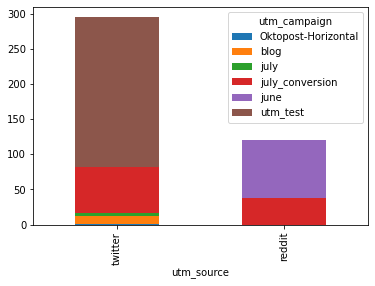 utm_campaign
Oktopost-Horizontal
blog
july
july_conversion
june
utm_test
300
250
200
150
100
50
0
twitter
reddit
utm_source